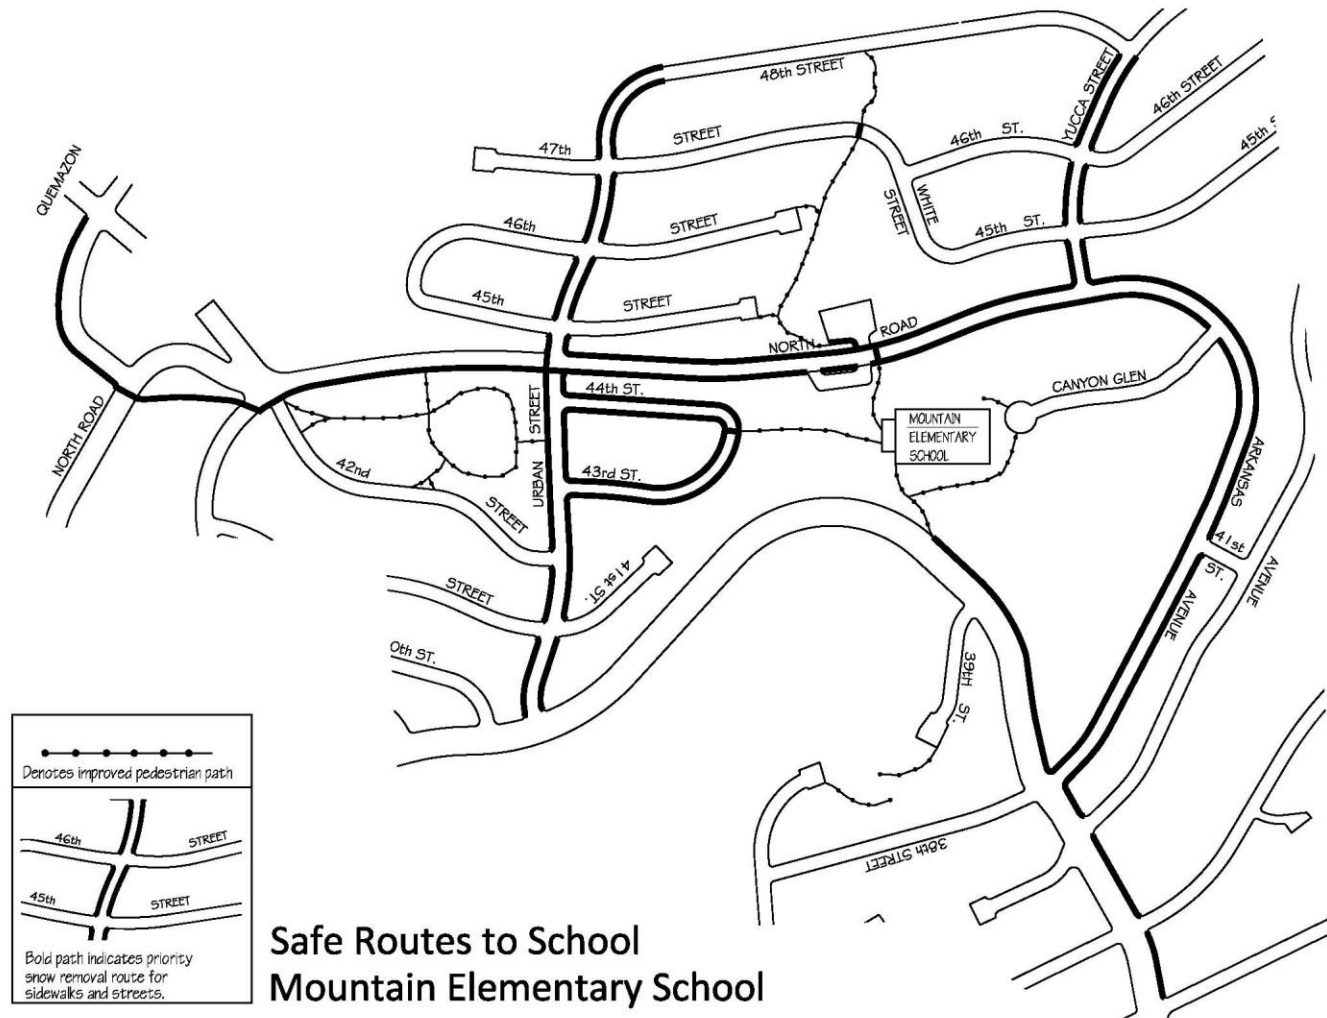 48th STREET
YUCCA STREET
46th STREET
45th S
47th STREET
46th ST.
QUEMAZON
WHITE STREET
45th ST.
46th STREET
45th STREET
NORTH ROAD
CANYON GLEN
44th ST.
MOUNTAIN
ELEMENTARY
SCHOOL
NORTH ROAD
42nd STREET
URBAN STREET
43rd ST.
ARKANSAS AVENUE
41st ST.
AVENUE
STREET
41st ST.
0th ST.
39TH ST.
38th STREET
Denotes improved pedestrian path
46th STREET
45th STREET
Bold path indicates priority
snow removal route for
sidewalks and streets.
Safe Routes to School
Mountain Elementary School